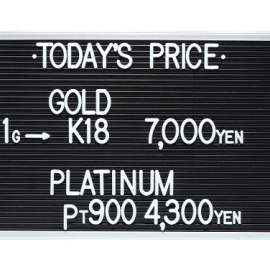 ·TODAY'S PRICE·
GOLD
1G→ K18 7,000YEN
PLATINUM
PT900 4,300YEN